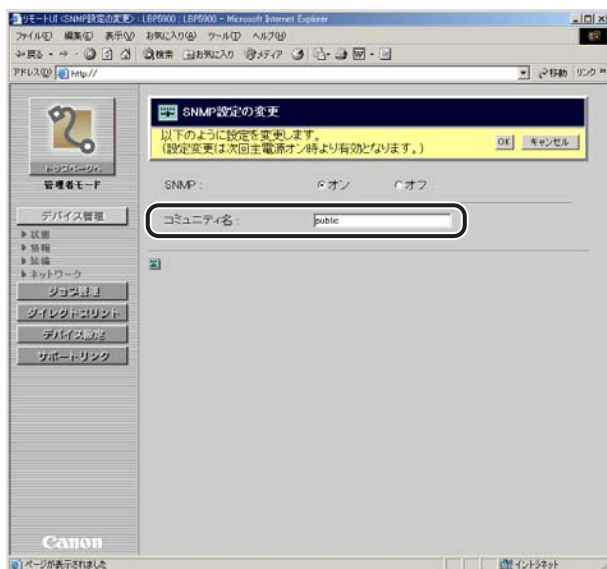 リモートUI <SNMP設定の変更> : LBP5900 ; LBP5900 - Microsoft Internet Explorer
ファイル(F) 編集(E) 表示(V) お気に入り(A) ツール(T) ヘルプ(H)
戻る 検索 お気に入り メディア
アドレス(D) http:// 移動 リンク »
SNMP設定の変更
以下のように設定を変更します。
(設定変更は次回主電源オン時より有効となります。)
OK キャンセル
トップページへ
管理者モード
SNMP : オン オフ
デバイス管理
コミュニティ名 : public
状態
情報
装備
ネットワーク
ジョブ管理
ダイレクトプリント
デバイス設定
サポートリンク
Canon
ページが表示されました
イントラネット